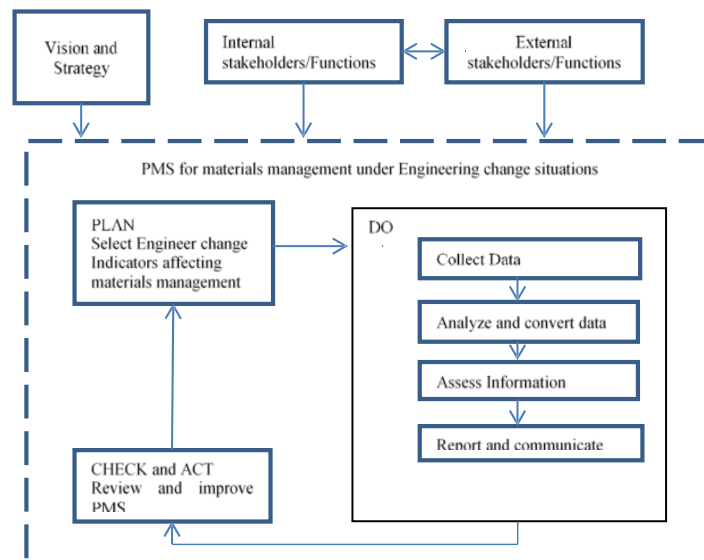 Vision and
Strategy
Internal
stakeholders/Functions
External
stakeholders/Functions
PMS for materials management under Engineering change situations
PLAN
Select Engineer change
Indicators affecting
materials management
DO
Collect Data
Analyze and convert data
Assess Information
Report and communicate
CHECK and ACT
Review and improve
PMS